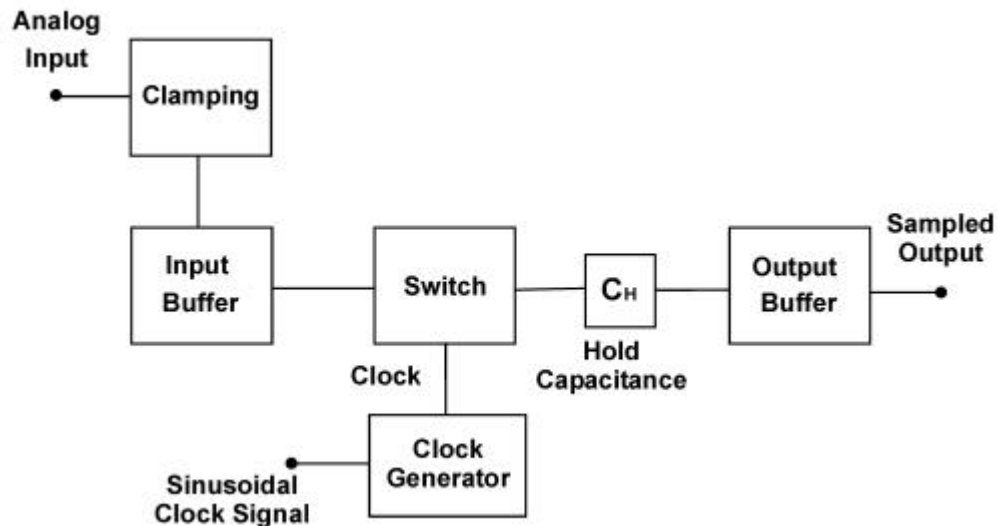 Analog
Input
Clamping
Input
Buffer
Switch
CH
Output
Buffer
Sampled
Output
Hold
Capacitance
Clock
Clock
Generator
Sinusoidal
Clock Signal